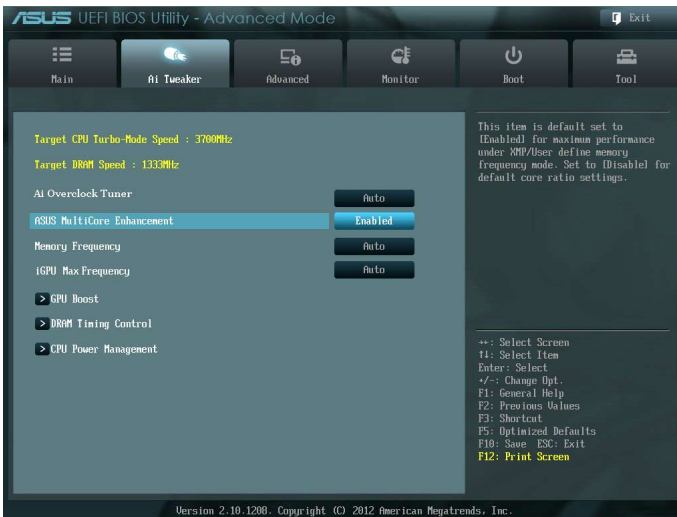 ASUS UEFI BIOS Utility - Advanced Mode
Exit
Main
Ai Tweaker
Advanced
Monitor
Boot
Tool
Target CPU Turbo-Mode Speed : 3700MHz
Target DRAM Speed : 1333MHz
Ai Overclock Tuner Auto
ASUS MultiCore Enhancement Enabled
Memory Frequency Auto
iGPU Max Frequency Auto
> GPU Boost
> DRAM Timing Control
> CPU Power Management
This item is default set to
[Enabled] for maximum performance
under XMP/User define memory
frequency mode. Set to [Disable] for
default core ratio settings.
→←: Select Screen
↑↓: Select Item
Enter: Select
+/-: Change Opt.
F1: General Help
F2: Previous Values
F3: Shortcut
F5: Optimized Defaults
F10: Save ESC: Exit
F12: Print Screen
Version 2.10.1208. Copyright (C) 2012 American Megatrends, Inc.